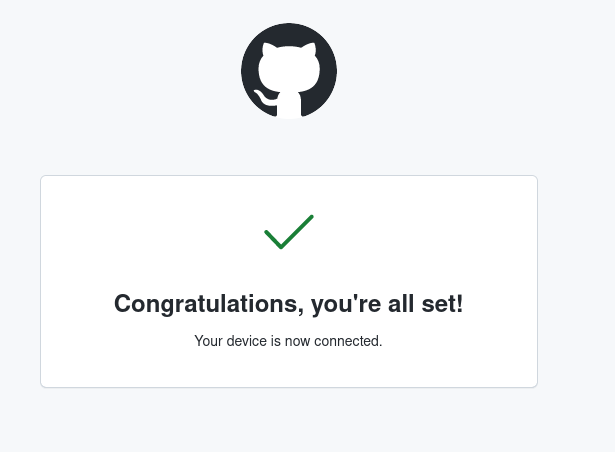 Congratulations, you're all set!
Your device is now connected.